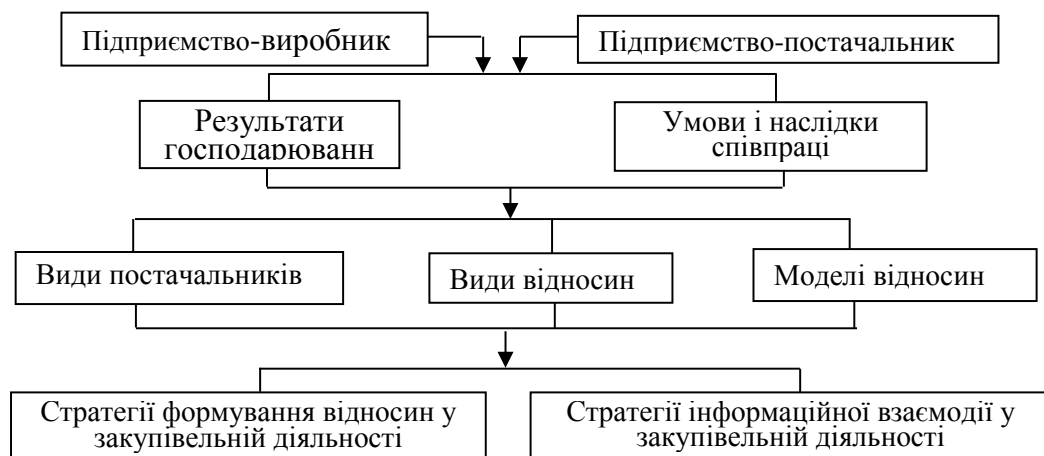 Підприємство-виробник
Підприємство-постачальник
Результати
господарюванн
Умови і наслідки
співпраці
Види постачальників
Види відносин
Моделі відносин
Стратегії формування відносин у
закупівельній діяльності
Стратегії інформаційної взаємодії у
закупівельній діяльності